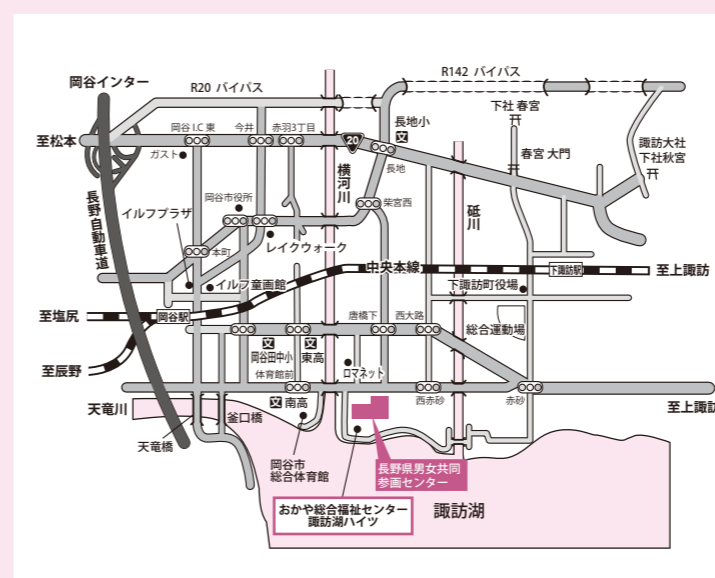 R142 バイパス
岡谷インター
R20 バイパス
下社 春宮
岡谷 I.C 東
今井
赤羽3丁目
20
長地小
文
至松本
ガスト
春宮 大門
諏訪大社
下社秋宮
長地
横河川
岡谷市役所
柴宮西
砥川
長野自動車道
イルフプラザ
レイクウォーク
本町
中央本線
下諏訪駅
至上諏訪
イルフ童画館
下諏訪町役場
至塩尻
岡谷駅
唐橋下
西大路
総合運動場
文
文
岡谷田中小
東高
至辰野
体育館前
ロマネット
天竜川
文
南高
西赤砂
赤砂
至上諏訪
釜口橋
天竜橋
岡谷市
総合体育館
長野県男女共同
参画センター
おかや総合福祉センター
諏訪湖ハイツ
諏訪湖